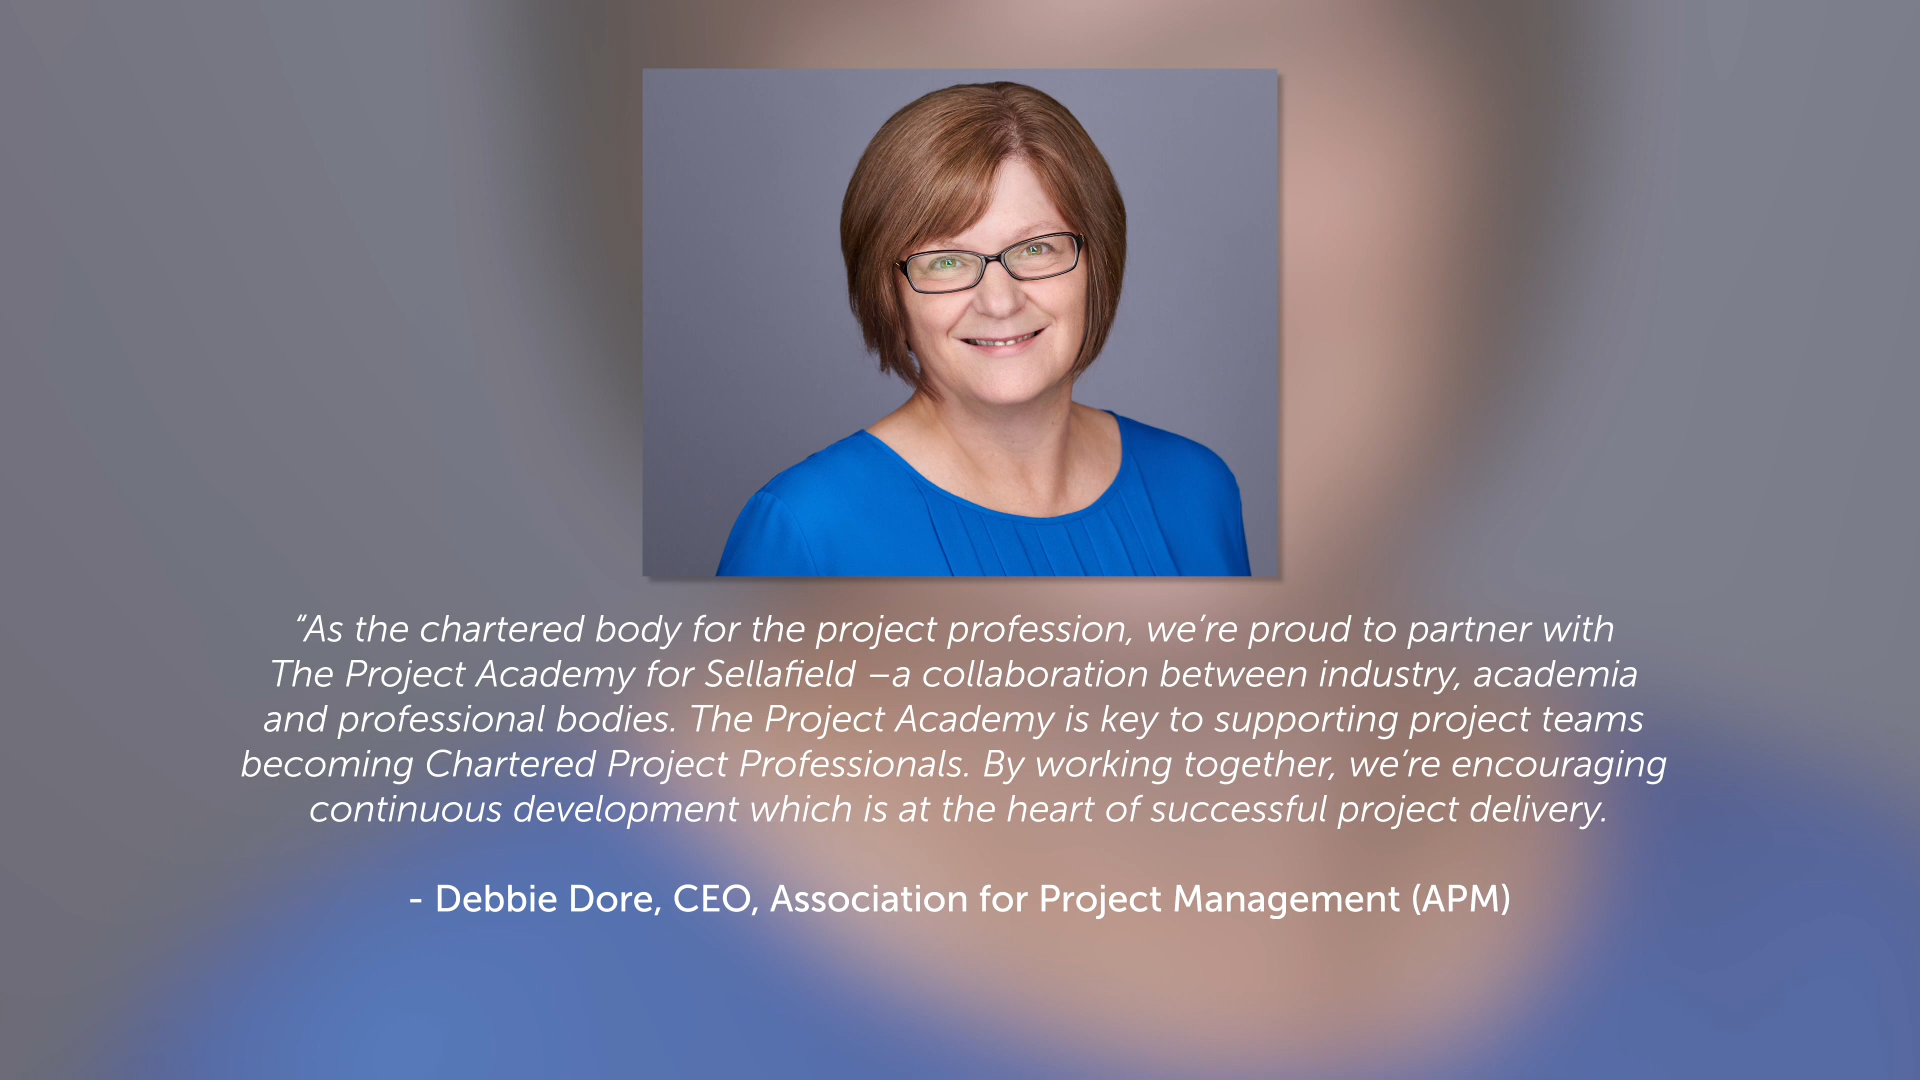 “As the chartered body for the project profession, we’re proud to partner with
The Project Academy for Sellafield –a collaboration between industry, academia
and professional bodies. The Project Academy is key to supporting project teams
becoming Chartered Project Professionals. By working together, we’re encouraging
continuous development which is at the heart of successful project delivery.
- Debbie Dore, CEO, Association for Project Management (APM)